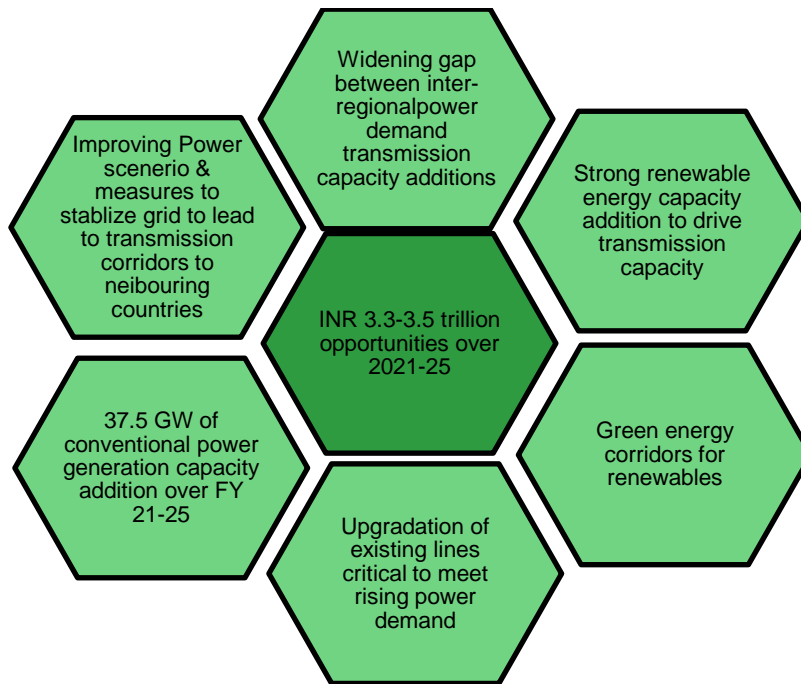 Widening gap
between inter-
regionalpower
demand
transmission
capacity additions
Improving Power
scenerio &
measures to
stablize grid to lead
to transmission
corridors to
neibouring
countries
Strong renewable
energy capacity
addition to drive
transmission
capacity
INR 3.3-3.5 trillion
opportunities over
2021-25
37.5 GW of
conventional power
generation capacity
addition over FY
21-25
Green energy
corridors for
renewables
Upgradation of
existing lines
critical to meet
rising power
demand